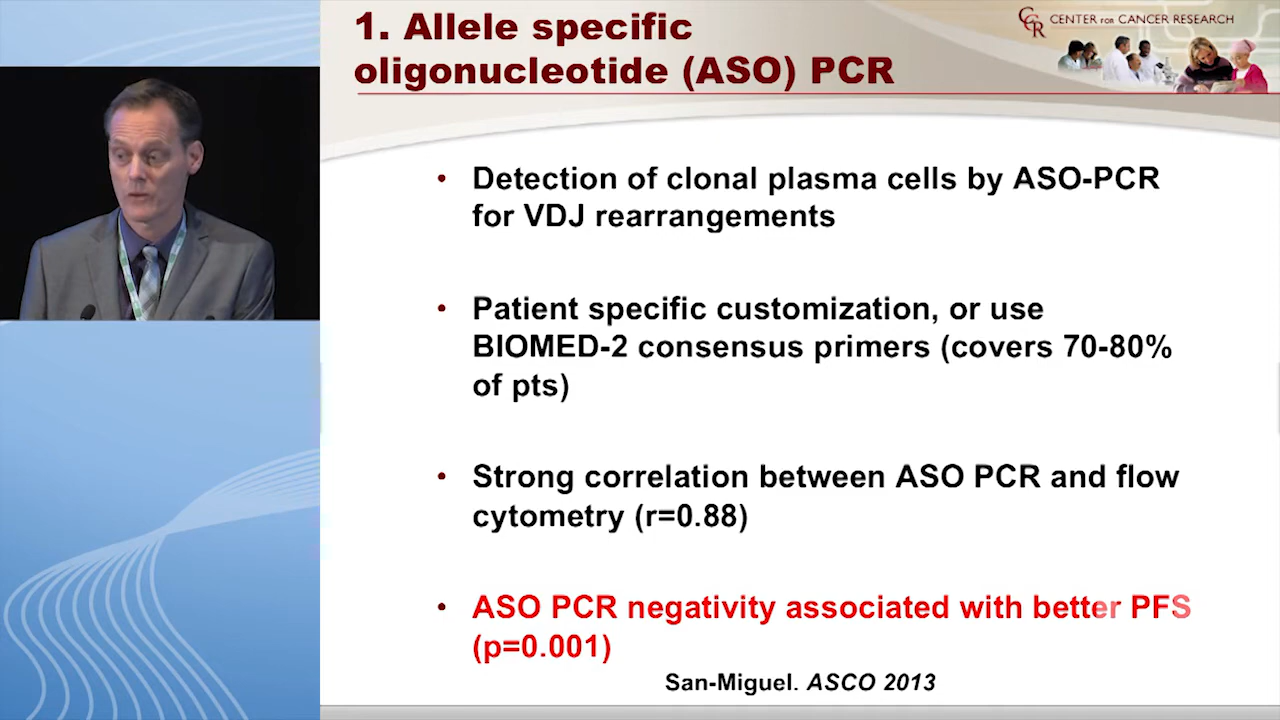 1. Allele specific
oligonucleotide (ASO) PCR
CCR CENTER FOR CANCER RESEARCH
• Detection of clonal plasma cells by ASO-PCR
for VDJ rearrangements
• Patient specific customization, or use
BIOMED-2 consensus primers (covers 70-80%
of pts)
• Strong correlation between ASO PCR and flow
cytometry (r=0.88)
• ASO PCR negativity associated with better PFS
(p=0.001)
San-Miguel. ASCO 2013